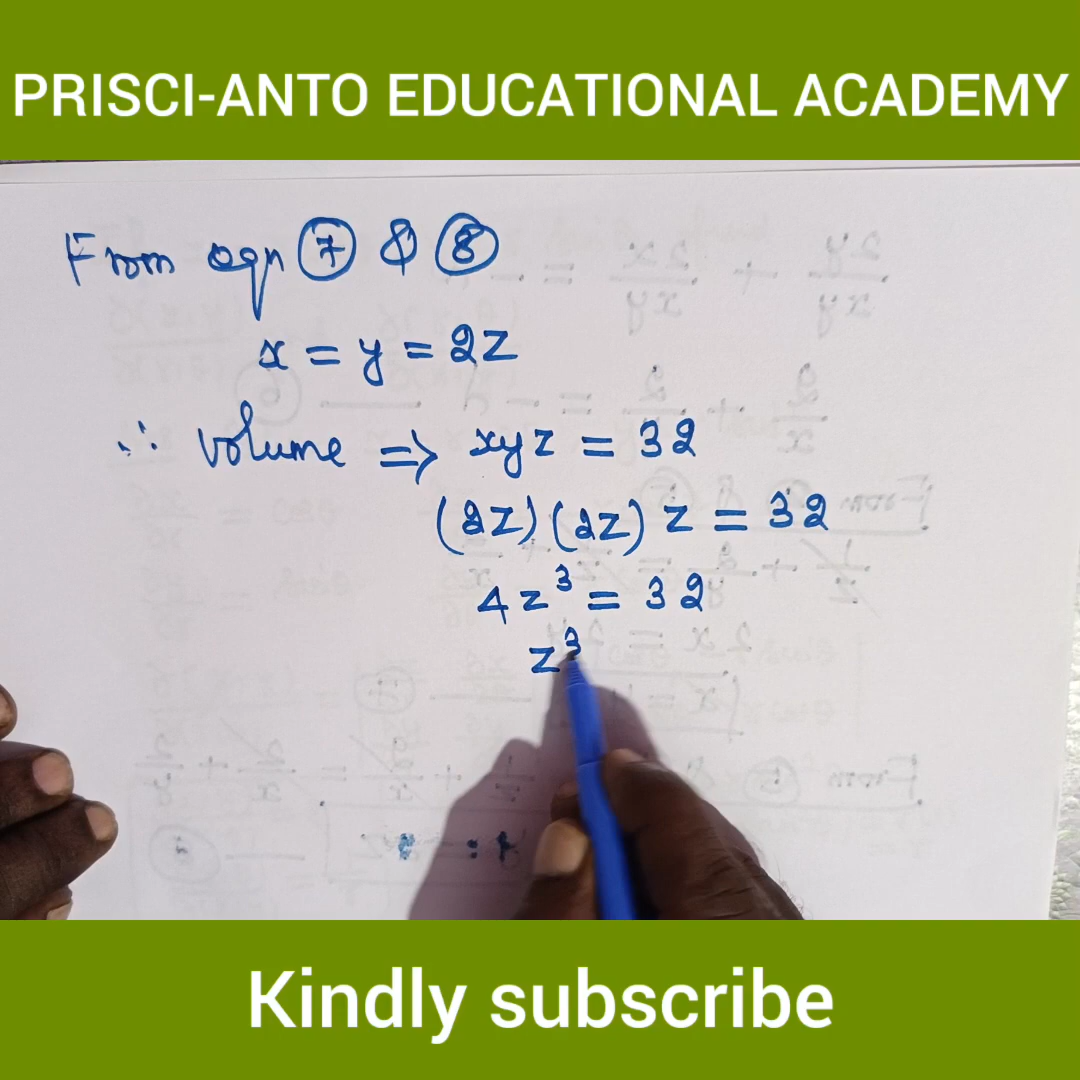 PRISCI-ANTO EDUCATIONAL ACADEMY
From eqn ⑦ & ⑧
x = y = 2z
∴ volume ⇒ xyz = 32
(2z)(2z) z = 32
4z³ = 32
z³
Kindly subscribe